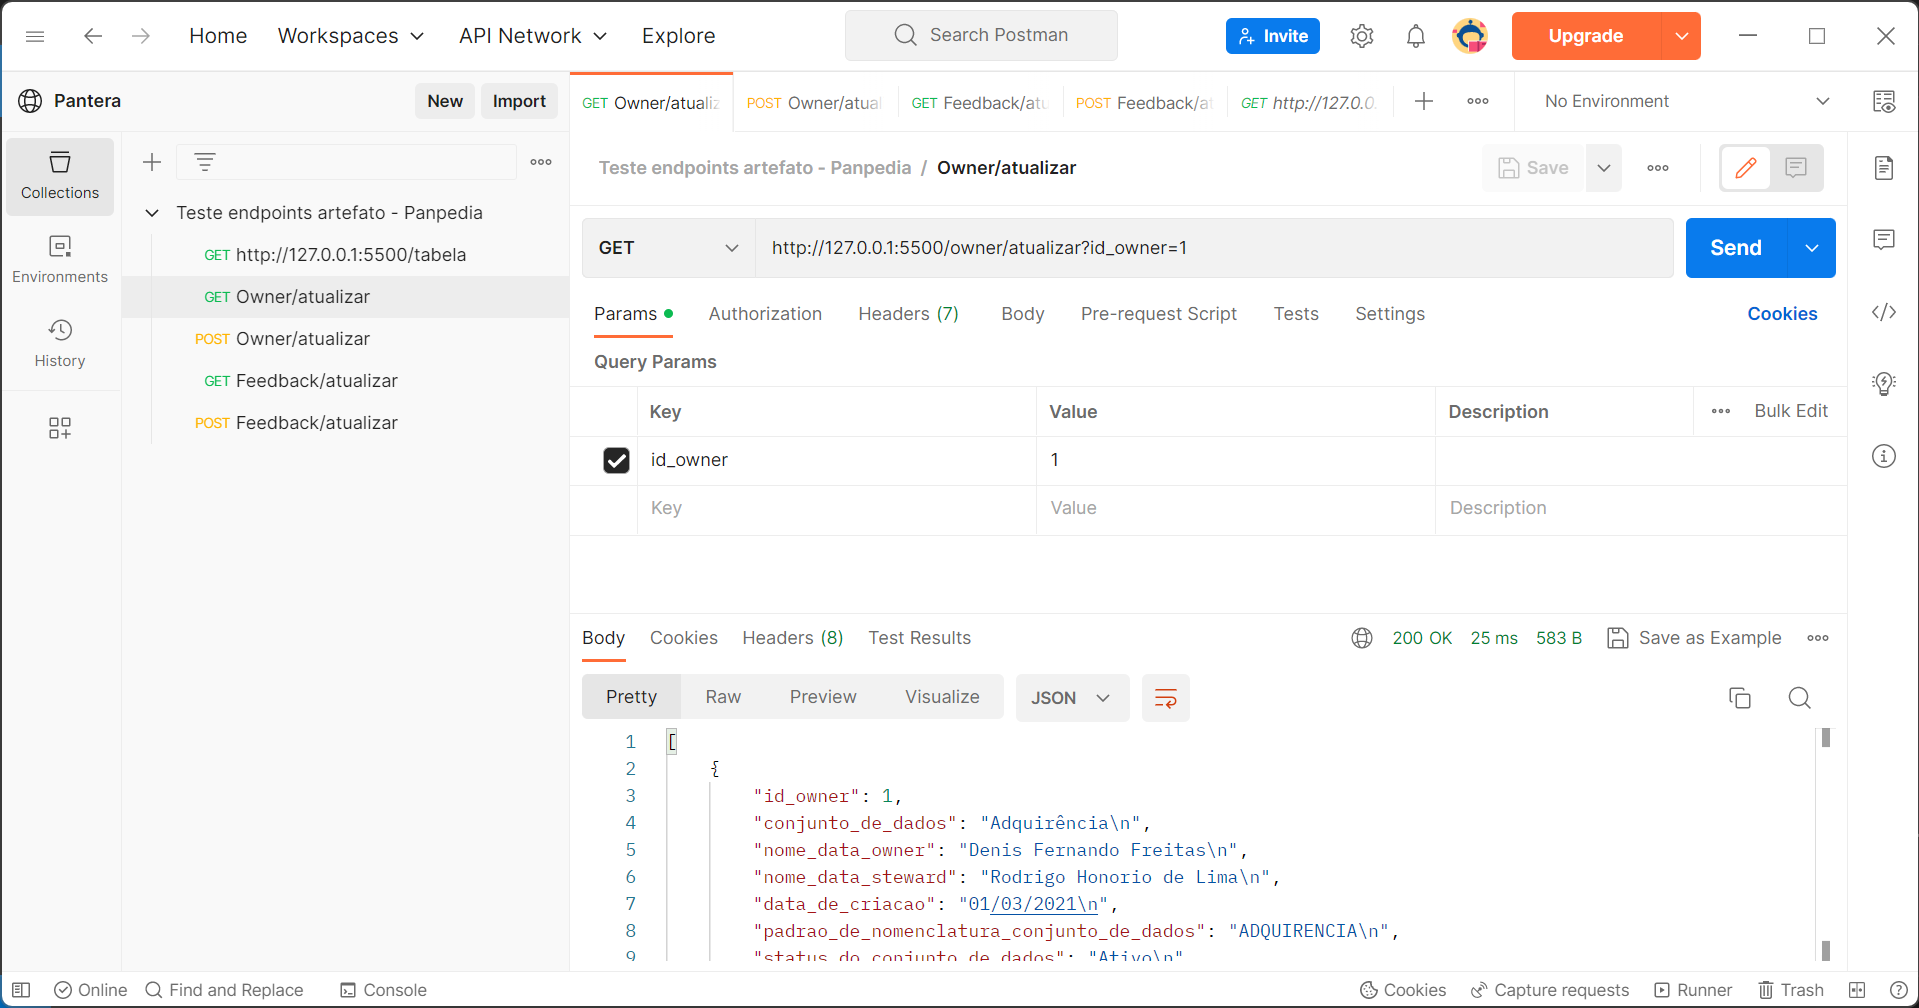 Home Workspaces API Network Explore Search Postman Invite Upgrade
Pantera New Import
GET Owner/atualiz POST Owner/atual GET Feedback/atu POST Feedback/at GET http://127.0.0. No Environment
Collections
Environments
History
Teste endpoints artefato - Panpedia
GET http://127.0.0.1:5500/tabela
GET Owner/atualizar
POST Owner/atualizar
GET Feedback/atualizar
POST Feedback/atualizar
Teste endpoints artefato - Panpedia / Owner/atualizar Save
GET http://127.0.0.1:5500/owner/atualizar?id_owner=1 Send
Params Authorization Headers (7) Body Pre-request Script Tests Settings Cookies
Query Params
Key Value Description Bulk Edit
id_owner 1
Key Value Description
Body Cookies Headers (8) Test Results 200 OK 25 ms 583 B Save as Example
Pretty Raw Preview Visualize JSON
1 [
2 {
3 "id_owner": 1,
4 "conjunto_de_dados": "Adquirência\n",
5 "nome_data_owner": "Denis Fernando Freitas\n",
6 "nome_data_steward": "Rodrigo Honorio de Lima\n",
7 "data_de_criacao": "01/03/2021\n",
8 "padrao_de_nomenclatura_conjunto_de_dados": "ADQUIRENCIA\n",
9 "status_do_conjunto_de_dados": "Ativo\n"
Online Find and Replace Console Cookies Capture requests Runner Trash